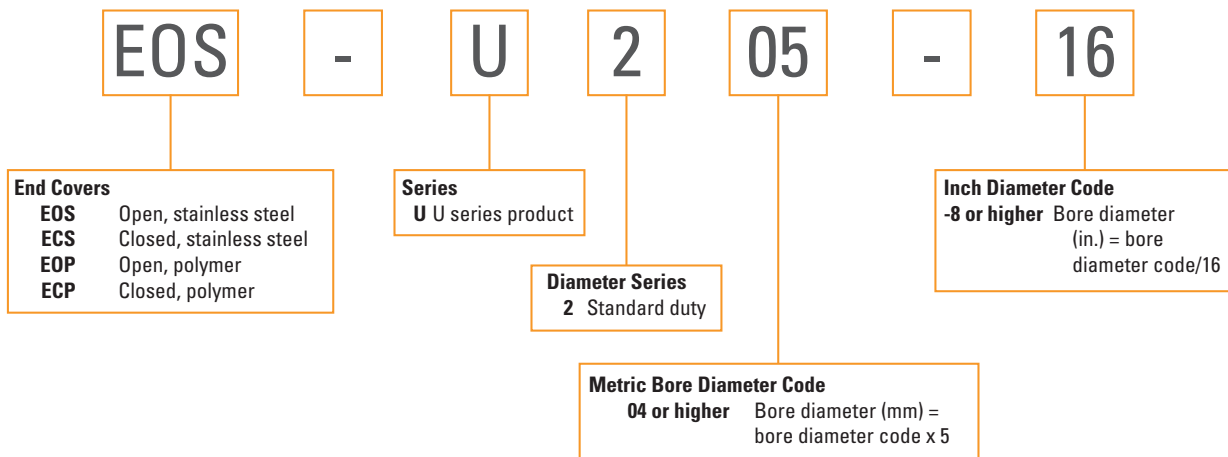 EOS - U 2 05 - 16
End Covers
EOS Open, stainless steel
ECS Closed, stainless steel
EOP Open, polymer
ECP Closed, polymer
Series
U U series product
Diameter Series
2 Standard duty
Metric Bore Diameter Code
04 or higher Bore diameter (mm) =
bore diameter code x 5
Inch Diameter Code
-8 or higher Bore diameter
(in.) = bore
diameter code/16